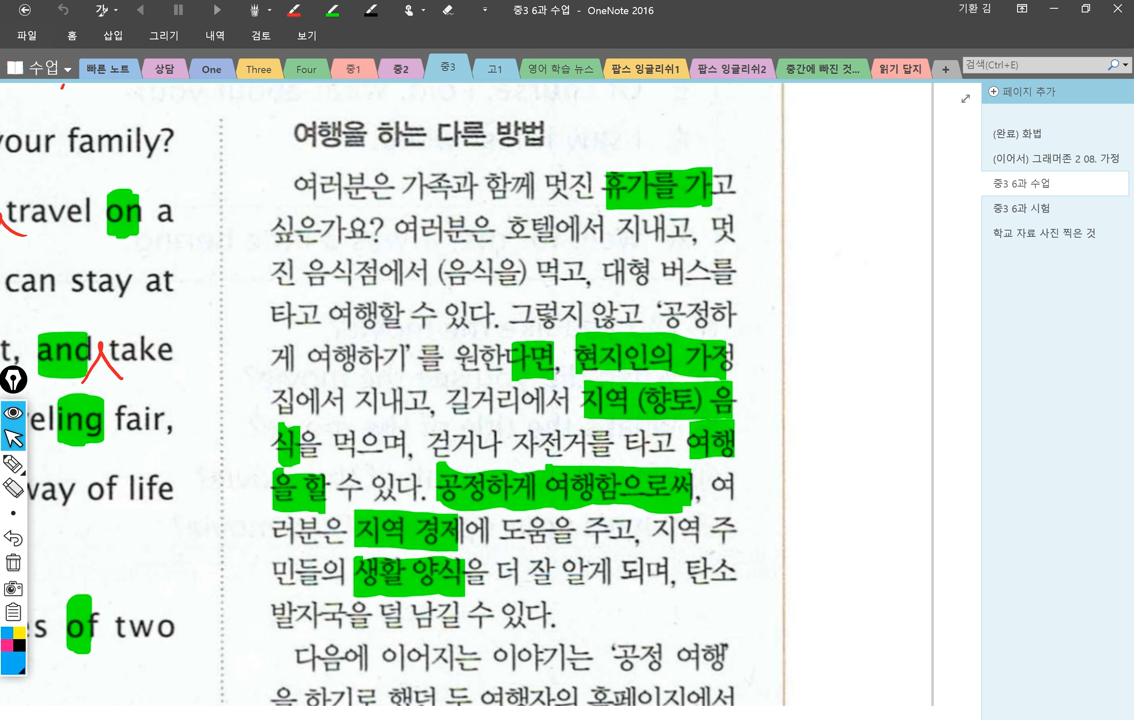 중3 6과 수업 - OneNote 2016
기환 김
파일 홈 삽입 그리기 내역 검토 보기
수업
빠른 노트 상담 One Three Four 중1 중2 중3 고1 영어 학습 뉴스 팝스 잉글리쉬1 팝스 잉글리쉬2 중간에 빠진 것... 읽기 답지 +
검색(Ctrl+E)
페이지 추가
(완료) 화법
(이어서) 그래머존 2 08. 가정
중3 6과 수업
중3 6과 시험
학교 자료 사진 찍은 것
your family?
travel on a
can stay at
t, and take
eling fair,
way of life
s of two
여행을 하는 다른 방법
여러분은 가족과 함께 멋진 휴가를 가고
싶은가요? 여러분은 호텔에서 지내고, 멋
진 음식점에서 (음식을) 먹고, 대형 버스를
타고 여행할 수 있다. 그렇지 않고 ‘공정하
게 여행하기’를 원한다면, 현지인의 가정
집에서 지내고, 길거리에서 지역 (향토) 음
식을 먹으며, 걷거나 자전거를 타고 여행
을 할 수 있다. 공정하게 여행함으로써, 여
러분은 지역 경제에 도움을 주고, 지역 주
민들의 생활 양식을 더 잘 알게 되며, 탄소
발자국을 덜 남길 수 있다.
다음에 이어지는 이야기는 ‘공정 여행’
을 하기로 했던 두 여행자의 홈페이지에서